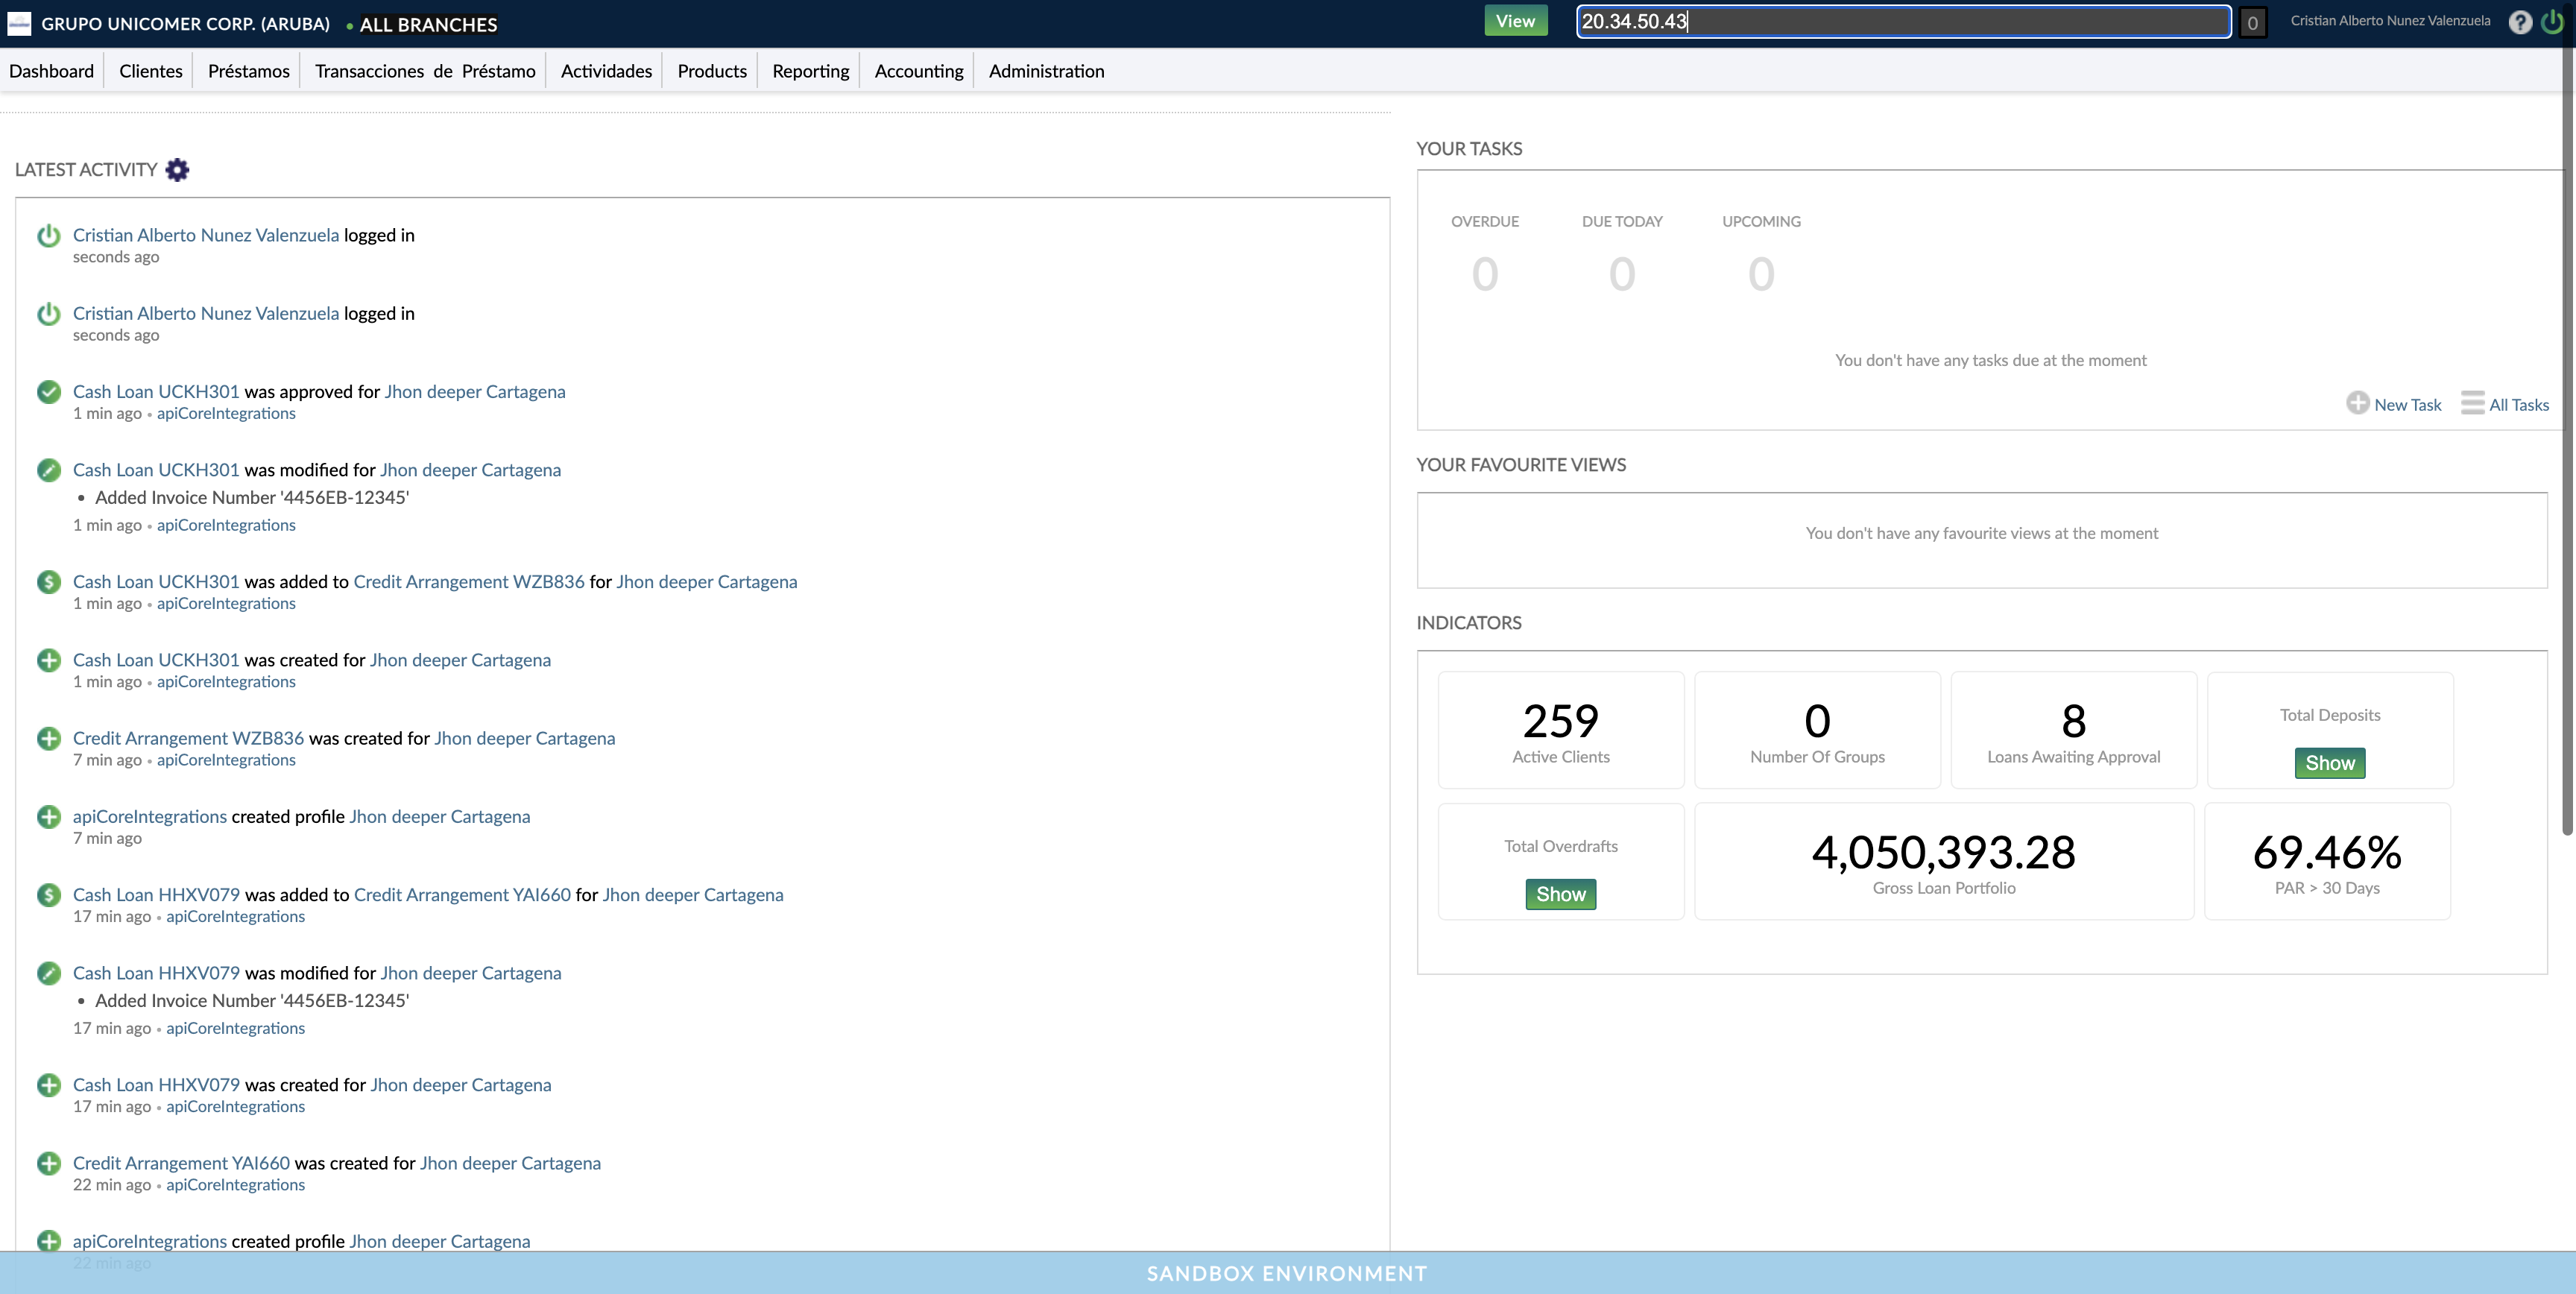 GRUPO UNICOMER CORP. (ARUBA) • ALL BRANCHES
View
20.34.50.43
0
Cristian Alberto Nunez Valenzuela
?
Dashboard
Clientes
Préstamos
Transacciones de Préstamo
Actividades
Products
Reporting
Accounting
Administration
LATEST ACTIVITY
Cristian Alberto Nunez Valenzuela logged in
seconds ago
Cristian Alberto Nunez Valenzuela logged in
seconds ago
Cash Loan UCKH301 was approved for Jhon deeper Cartagena
1 min ago • apiCoreIntegrations
Cash Loan UCKH301 was modified for Jhon deeper Cartagena
• Added Invoice Number '4456EB-12345'
1 min ago • apiCoreIntegrations
Cash Loan UCKH301 was added to Credit Arrangement WZB836 for Jhon deeper Cartagena
1 min ago • apiCoreIntegrations
Cash Loan UCKH301 was created for Jhon deeper Cartagena
1 min ago • apiCoreIntegrations
Credit Arrangement WZB836 was created for Jhon deeper Cartagena
7 min ago • apiCoreIntegrations
apiCoreIntegrations created profile Jhon deeper Cartagena
7 min ago
Cash Loan HHXV079 was added to Credit Arrangement YAI660 for Jhon deeper Cartagena
17 min ago • apiCoreIntegrations
Cash Loan HHXV079 was modified for Jhon deeper Cartagena
• Added Invoice Number '4456EB-12345'
17 min ago • apiCoreIntegrations
Cash Loan HHXV079 was created for Jhon deeper Cartagena
17 min ago • apiCoreIntegrations
Credit Arrangement YAI660 was created for Jhon deeper Cartagena
22 min ago • apiCoreIntegrations
apiCoreIntegrations created profile Jhon deeper Cartagena
22 min ago
YOUR TASKS
OVERDUE
DUE TODAY
UPCOMING
0
0
0
You don't have any tasks due at the moment
New Task
All Tasks
YOUR FAVOURITE VIEWS
You don't have any favourite views at the moment
INDICATORS
259
Active Clients
0
Number Of Groups
8
Loans Awaiting Approval
Total Deposits
Show
Total Overdrafts
Show
4,050,393.28
Gross Loan Portfolio
69.46%
PAR > 30 Days
SANDBOX ENVIRONMENT